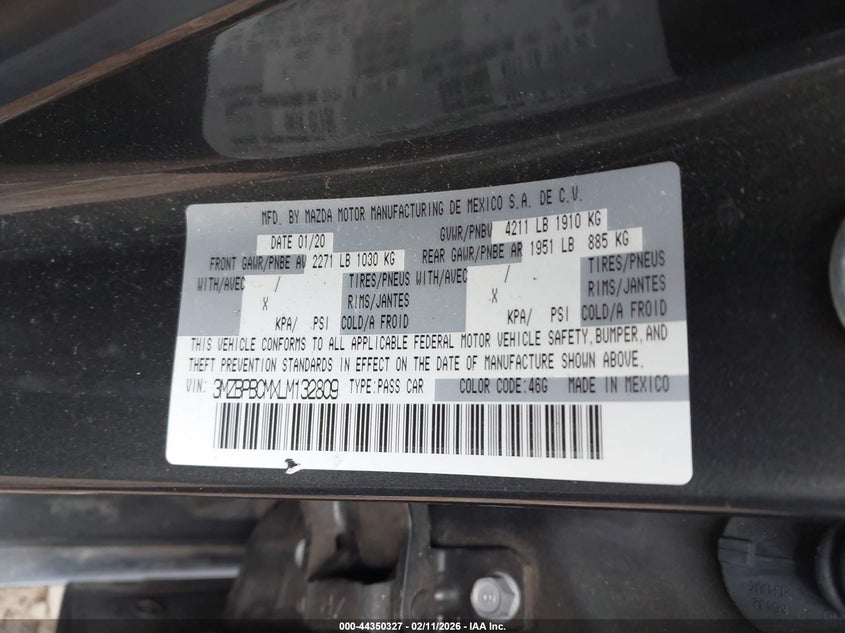 MFD. BY MAZDA MOTOR MANUFACTURING DE MEXICO S.A. DE C.V.
DATE 01/20 GVWR/PNBV 4211 LB 1910 KG
FRONT GAWR/PNBE AV 2271 LB 1030 KG REAR GAWR/PNBE AR 1951 LB 885 KG
WITH/AVEC / TIRES/PNEUS WITH/AVEC / TIRES/PNEUS
X RIMS/JANTES X RIMS/JANTES
KPA/ PSI COLD/A FROID KPA/ PSI COLD/A FROID
THIS VEHICLE CONFORMS TO ALL APPLICABLE FEDERAL MOTOR VEHICLE SAFETY, BUMPER, AND
THEFT PREVENTION STANDARDS IN EFFECT ON THE DATE OF MANUFACTURE SHOWN ABOVE.
VIN: 3MZBPBCMXLM132809 TYPE:PASS CAR COLOR CODE:46G MADE IN MEXICO
000-44350327 - 02/11/2026 - IAA Inc.